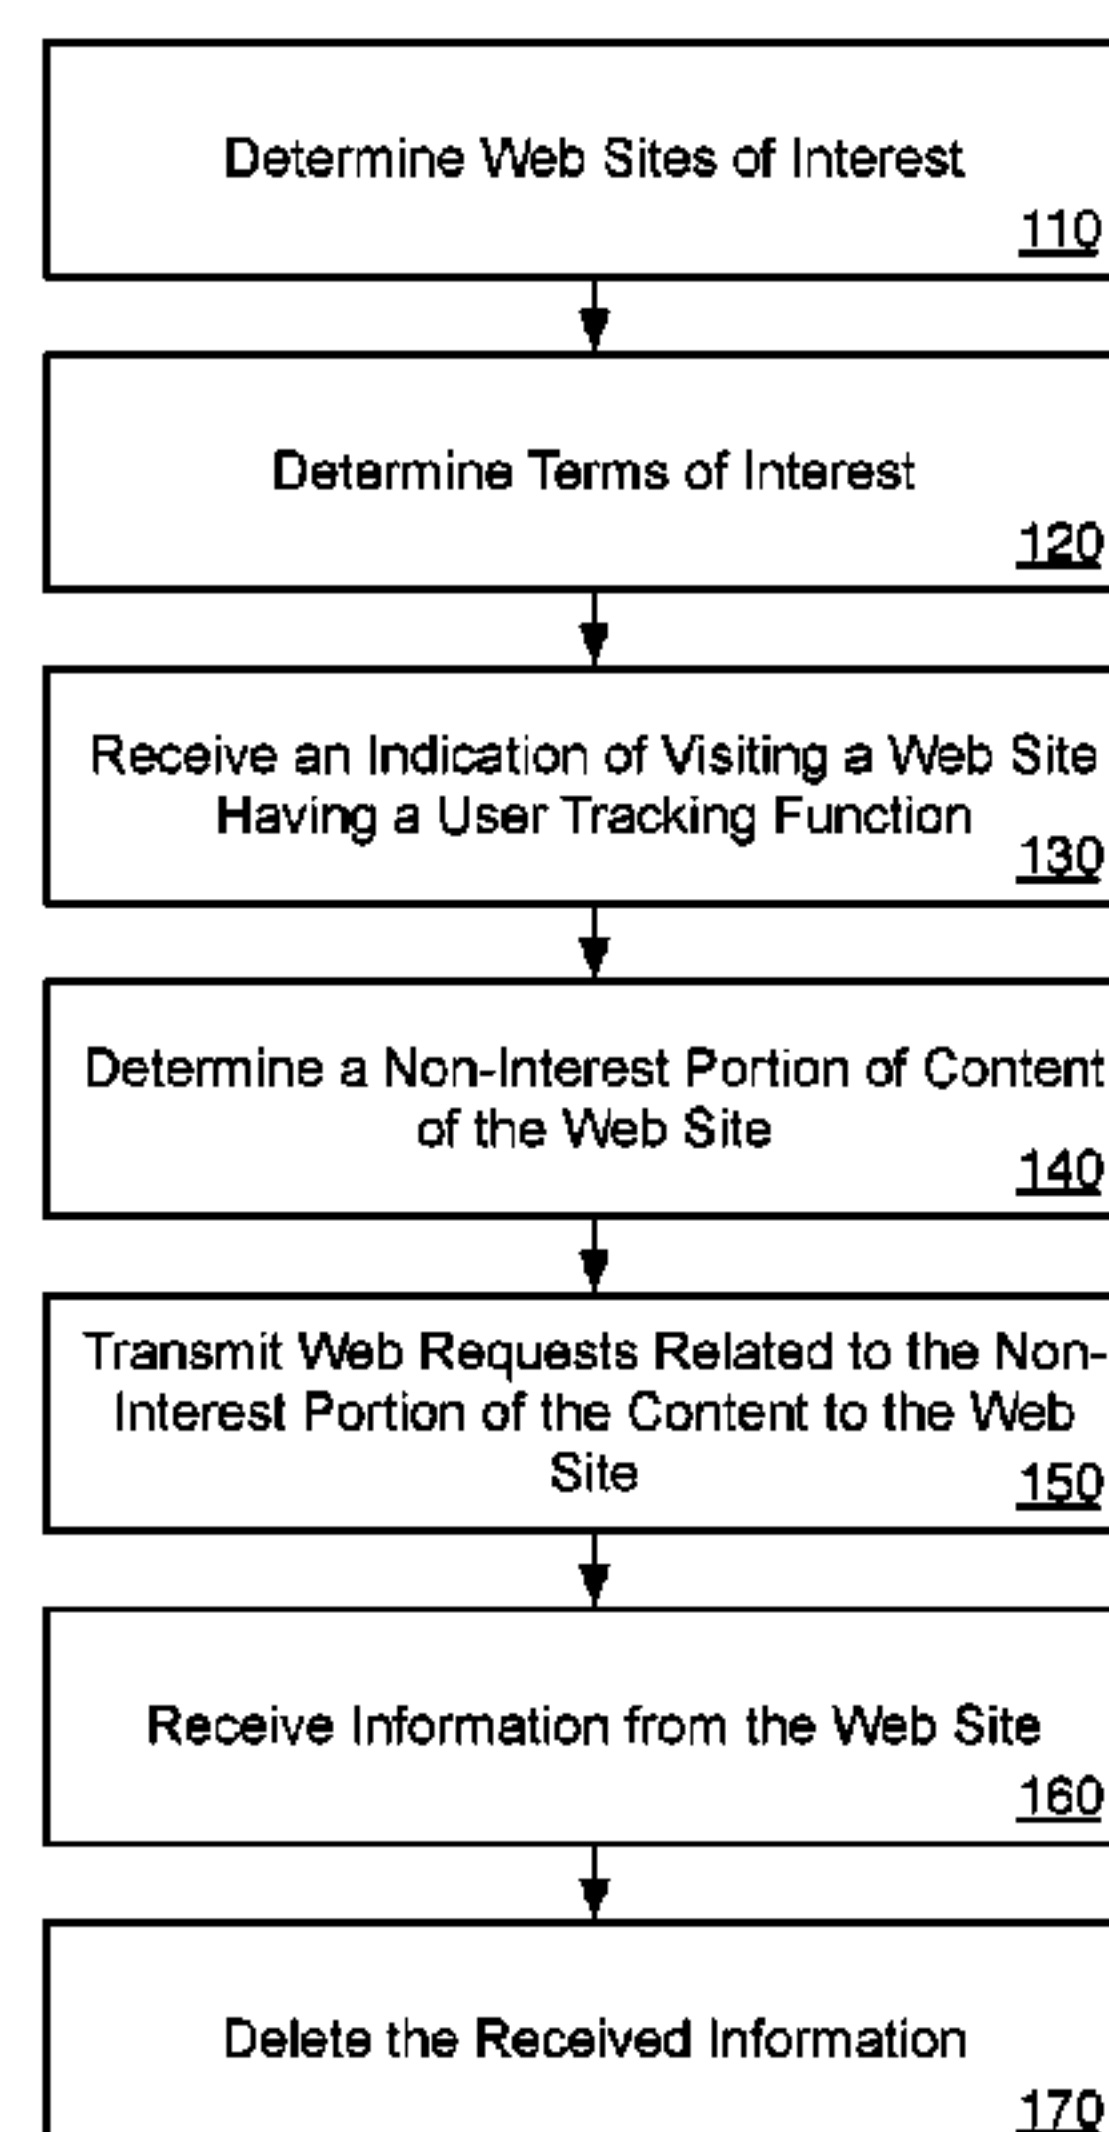 Determine Web Sites of Interest
110
Determine Terms of Interest
120
Receive an Indication of Visiting a Web Site
Having a User Tracking Function
130
Determine a Non-Interest Portion of Content
of the Web Site
140
Transmit Web Requests Related to the Non-
Interest Portion of the Content to the Web
Site
150
Receive Information from the Web Site
160
Delete the Received Information
170